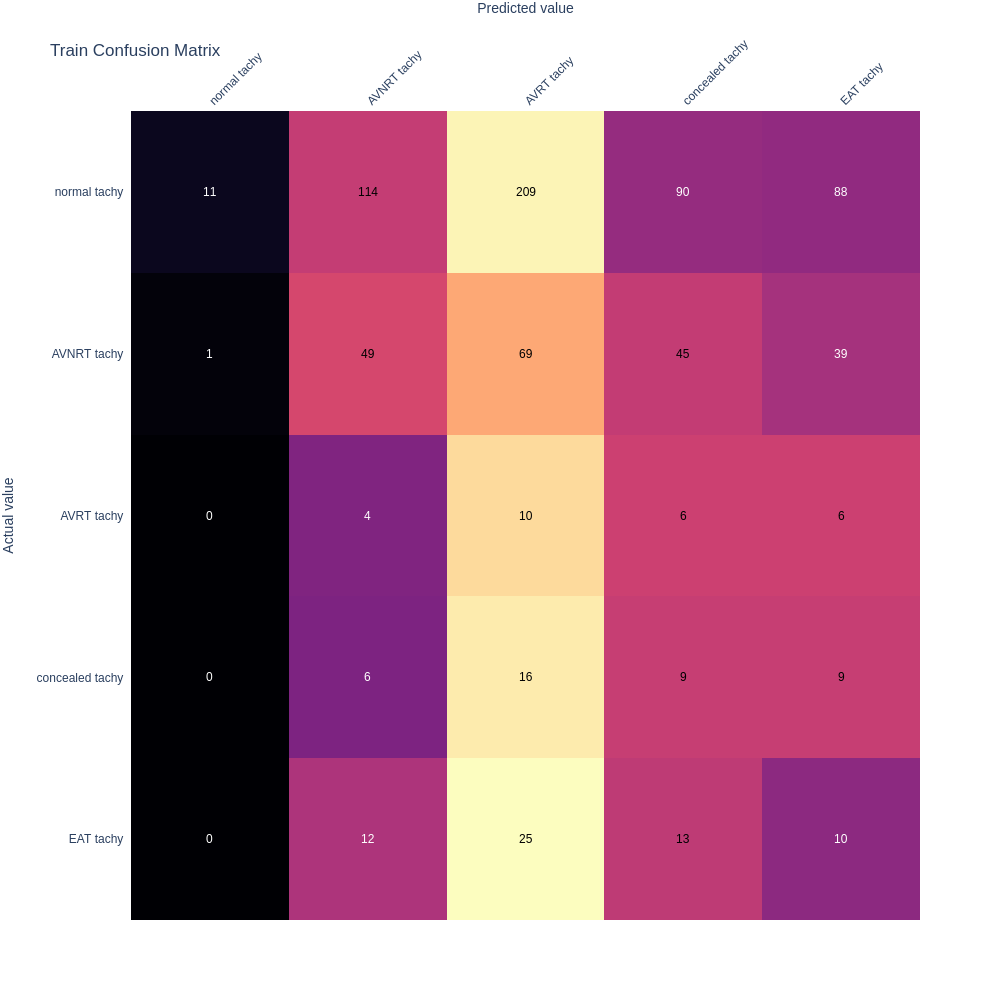 Predicted value
Train Confusion Matrix
normal tachy
AVNRT tachy
AVRT tachy
concealed tachy
EAT tachy
normal tachy 11 114 209 90 88
AVNRT tachy 1 49 69 45 39
Actual value
AVRT tachy 0 4 10 6 6
concealed tachy 0 6 16 9 9
EAT tachy 0 12 25 13 10